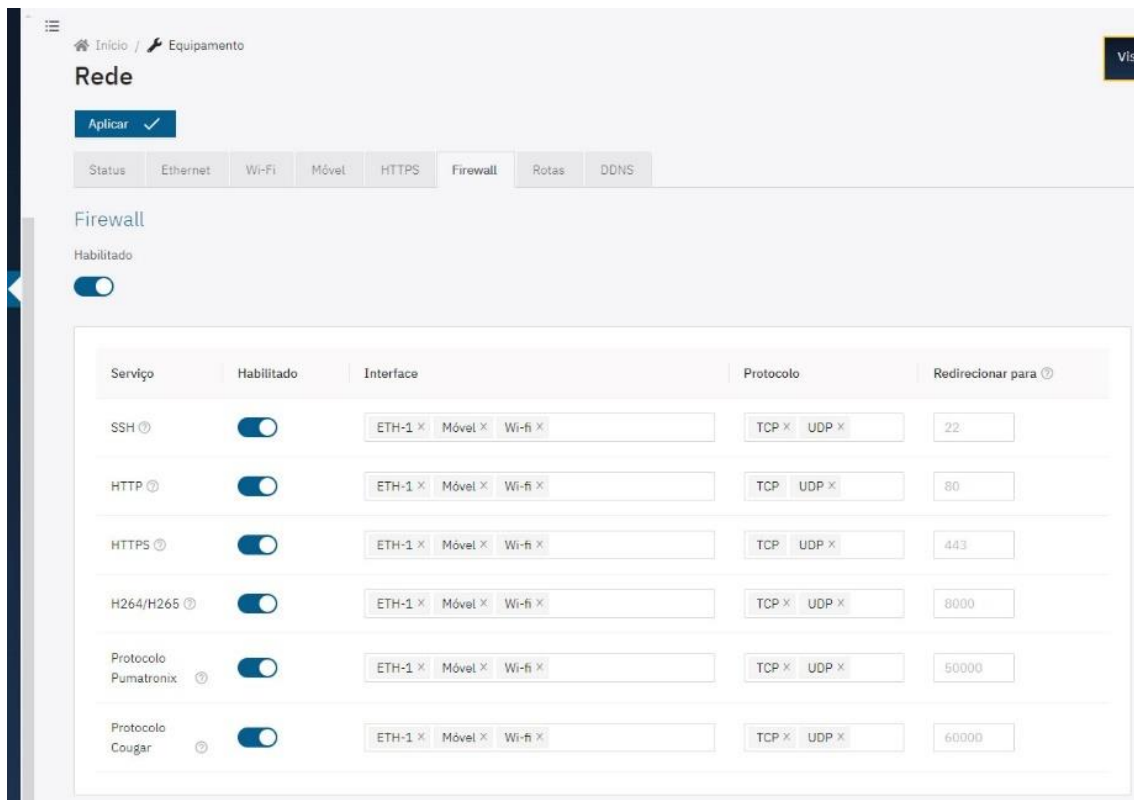 Início / Equipamento
Rede
Vis
Aplicar
Status Ethernet Wi-Fi Móvel HTTPS Firewall Rotas DDNS
Firewall
Habilitado
Serviço Habilitado Interface Protocolo Redirecionar para
SSH ETH-1 × Móvel × Wi-fi × TCP × UDP × 22
HTTP ETH-1 × Móvel × Wi-fi × TCP UDP × 80
HTTPS ETH-1 × Móvel × Wi-fi × TCP UDP × 443
H264/H265 ETH-1 × Móvel × Wi-fi × TCP × UDP × 8000
Protocolo
Pumatronix ETH-1 × Móvel × Wi-fi × TCP × UDP × 50000
Protocolo
Cougar ETH-1 × Móvel × Wi-fi × TCP × UDP × 60000